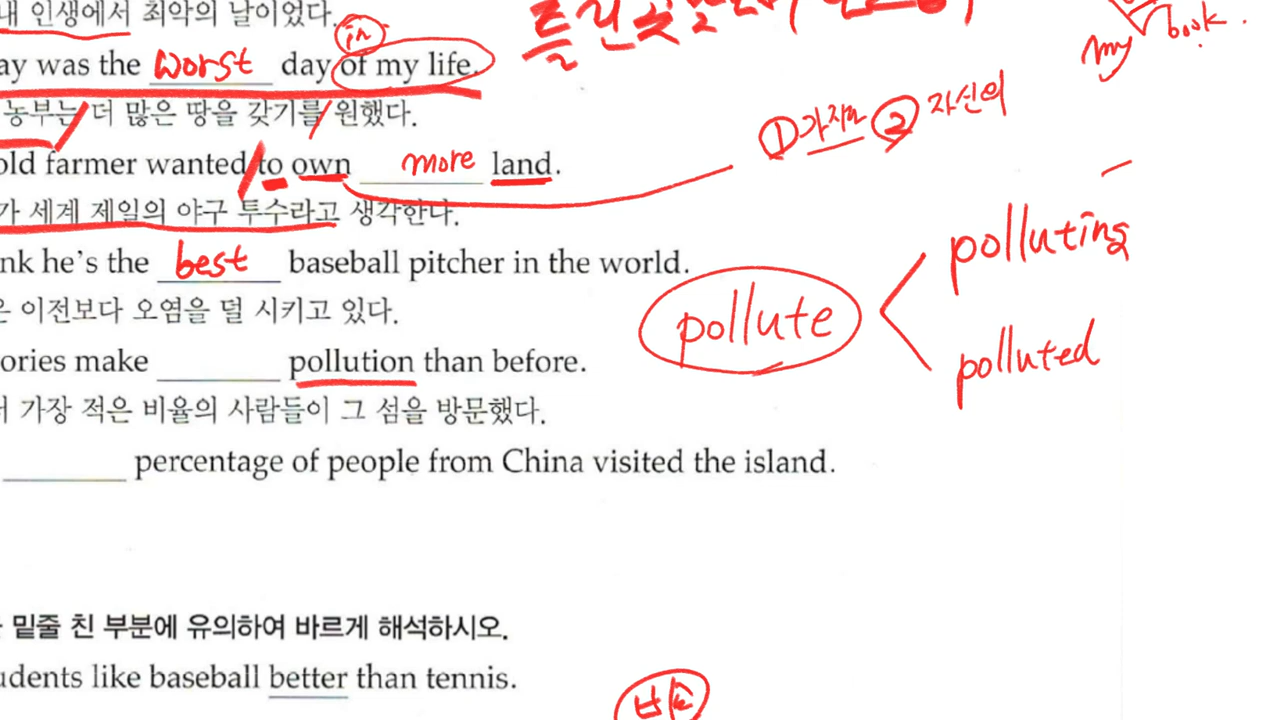 내 인생에서 최악의 날이었다.
in
ay was the worst day of my life.
my book.
농부는 더 많은 땅을 갖기를 원했다.
① 가지다 ② 자신의
old farmer wanted to own more land.
가 세계 제일의 야구 투수라고 생각한다.
polluting
nk he's the best baseball pitcher in the world.
은 이전보다 오염을 덜 시키고 있다.
pollute
polluted
ories make ______ pollution than before.
서 가장 적은 비율의 사람들이 그 섬을 방문했다.
______ percentage of people from China visited the island.
밑줄 친 부분에 유의하여 바르게 해석하시오.
udents like baseball better than tennis.